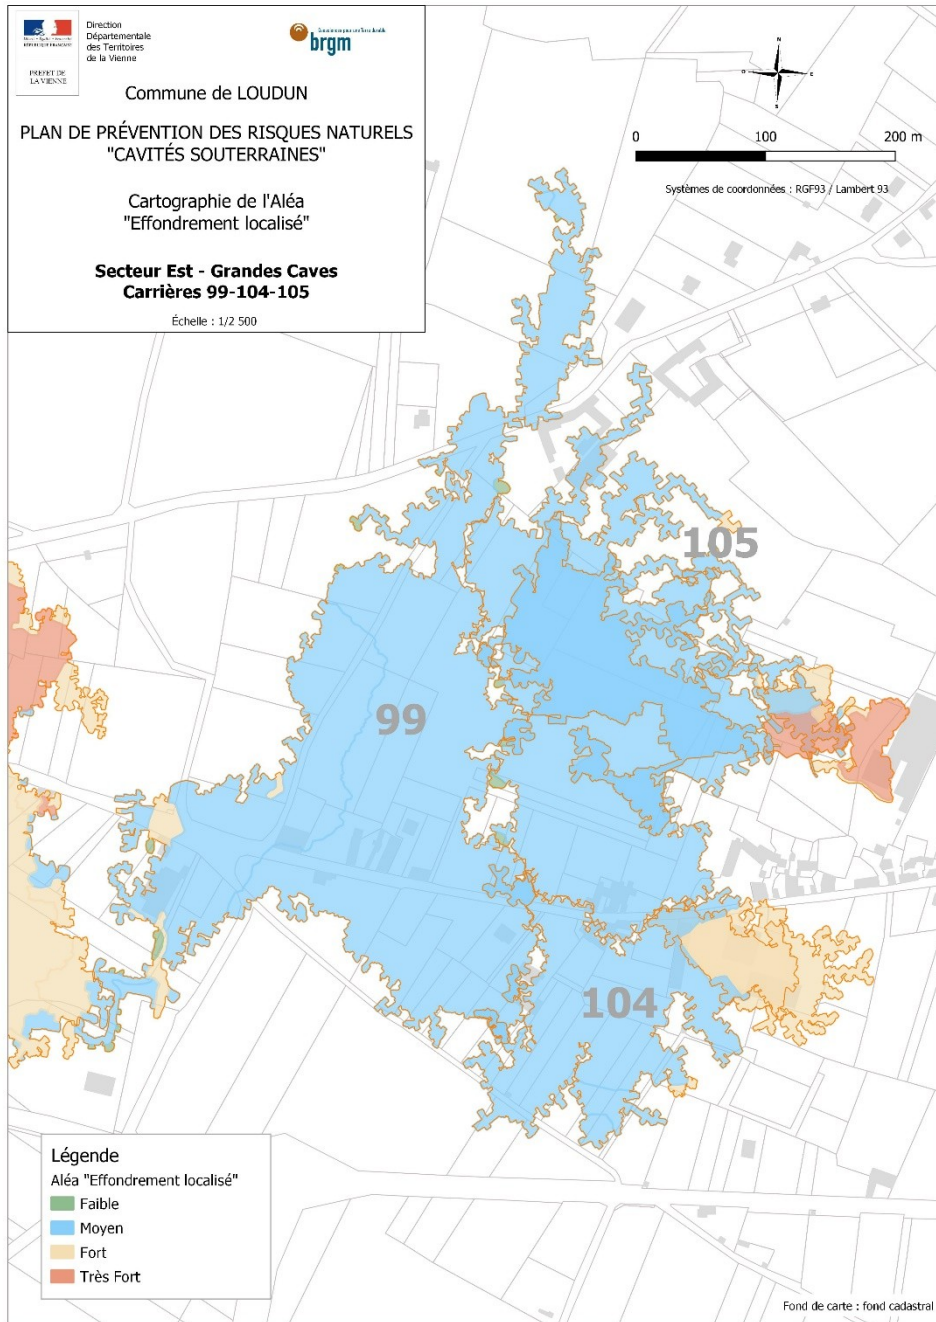 Direction
Départementale
des Territoires
de la Vienne
RÉPUBLIQUE FRANÇAISE
PREFET DE
LA VIENNE
brgm
Commune de LOUDUN
PLAN DE PRÉVENTION DES RISQUES NATURELS
"CAVITÉS SOUTERRAINES"
Cartographie de l'Aléa
"Effondrement localisé"
Secteur Est - Grandes Caves
Carrières 99-104-105
Échelle : 1/2 500
N
O
E
S
0 100 200 m
Systèmes de coordonnées : RGF93 / Lambert 93
105
99
104
Légende
Aléa "Effondrement localisé"
Faible
Moyen
Fort
Très Fort
Fond de carte : fond cadastral